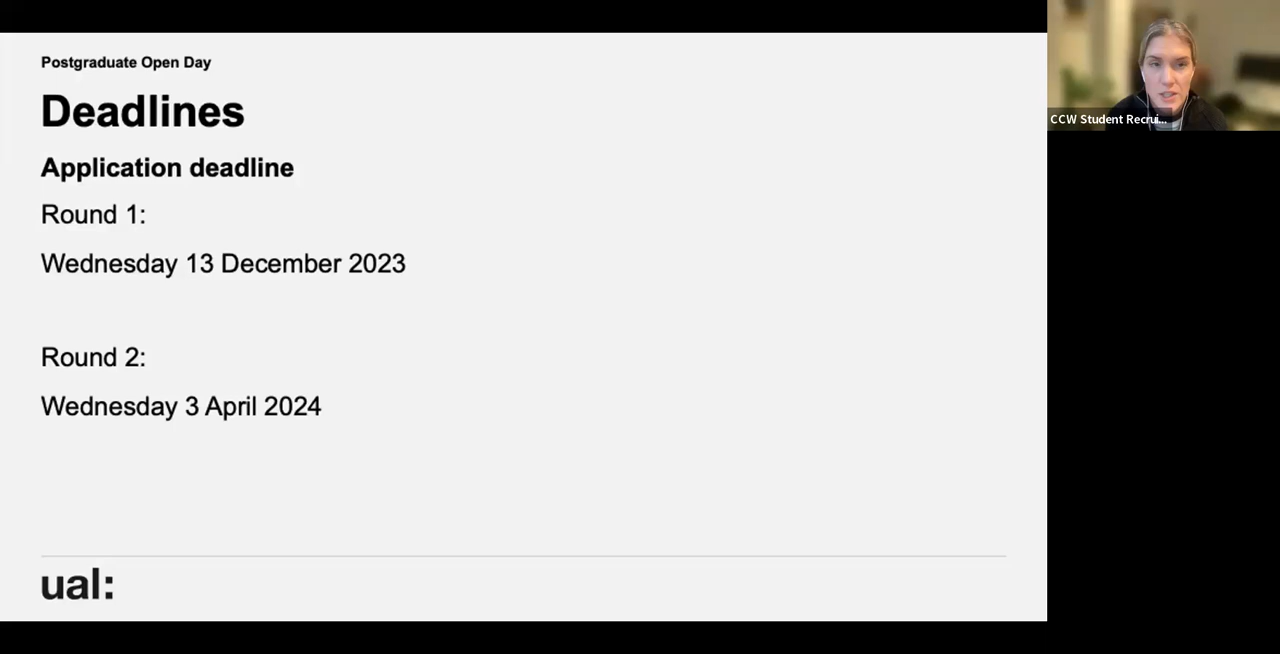 Postgraduate Open Day
Deadlines
Application deadline
Round 1:
Wednesday 13 December 2023
Round 2:
Wednesday 3 April 2024
ual:
CCW Student Recrui...